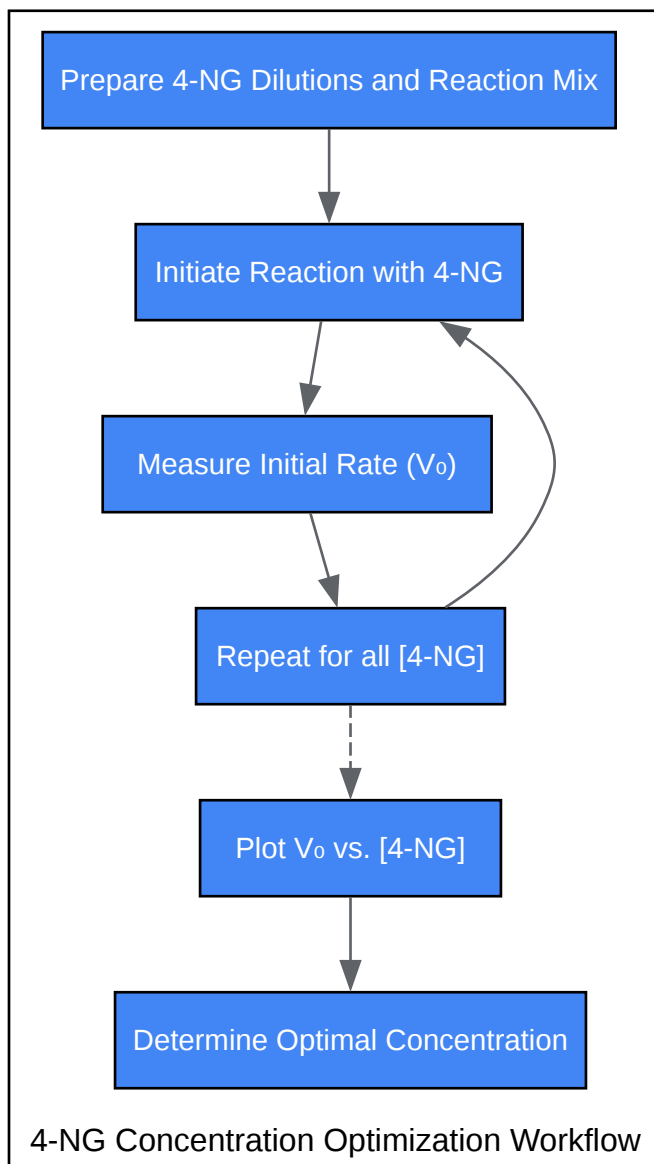 Prepare 4-NG Dilutions and Reaction Mix
Initiate Reaction with 4-NG
Measure Initial Rate (V₀)
Repeat for all [4-NG]
Plot V₀ vs. [4-NG]
Determine Optimal Concentration
4-NG Concentration Optimization Workflow